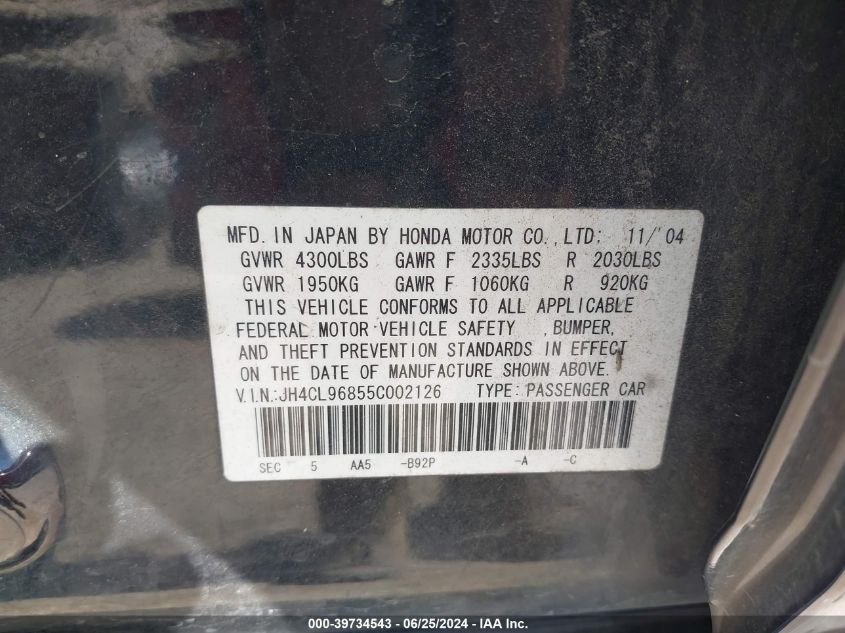 MFD. IN JAPAN BY HONDA MOTOR CO., LTD: 11/'04
GVWR 4300LBS GAWR F 2335LBS R 2030LBS
GVWR 1950KG GAWR F 1060KG R 920KG
THIS VEHICLE CONFORMS TO ALL APPLICABLE
FEDERAL MOTOR VEHICLE SAFETY ,BUMPER,
AND THEFT PREVENTION STANDARDS IN EFFECT
ON THE DATE OF MANUFACTURE SHOWN ABOVE.
V.I.N.:JH4CL96855C002126 TYPE: PASSENGER CAR
SEC 5 AA5 -B92P -A -C
000-39734543 - 06/25/2024 - IAAI.COM